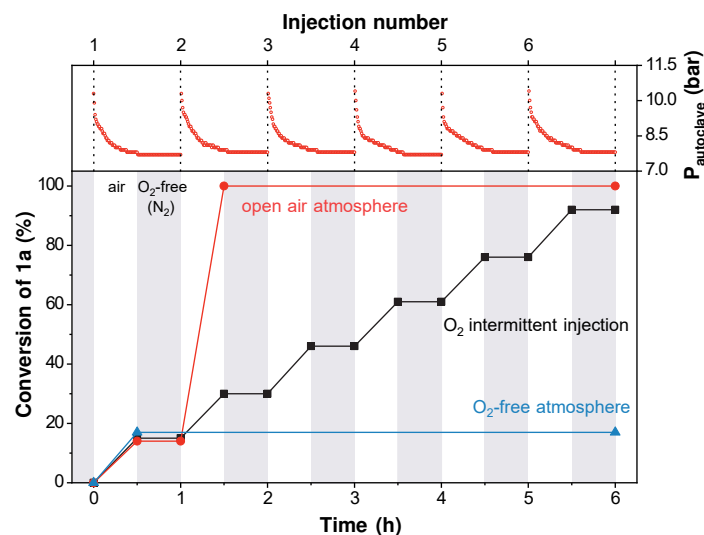 Injection number
1 2 3 4 5 6
11.5
10.0
8.5
7.0
P_autoclave (bar)
100
80
60
40
20
0
Conversion of 1a (%)
air O₂-free
(N₂)
open air atmosphere
O₂ intermittent injection
O₂-free atmosphere
0 1 2 3 4 5 6
Time (h)